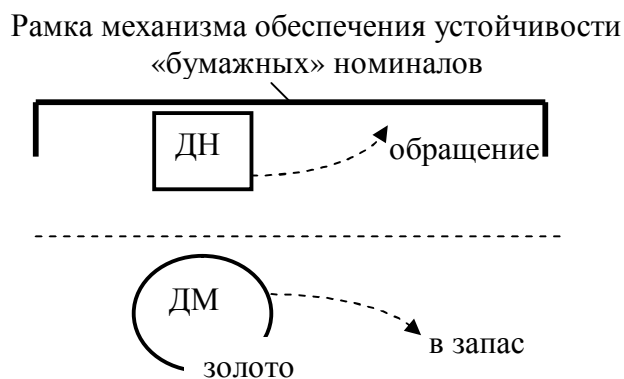 Рамка механизма обеспечения устойчивости
«бумажных» номиналов
ДН
обращение
ДМ
в запас
золото